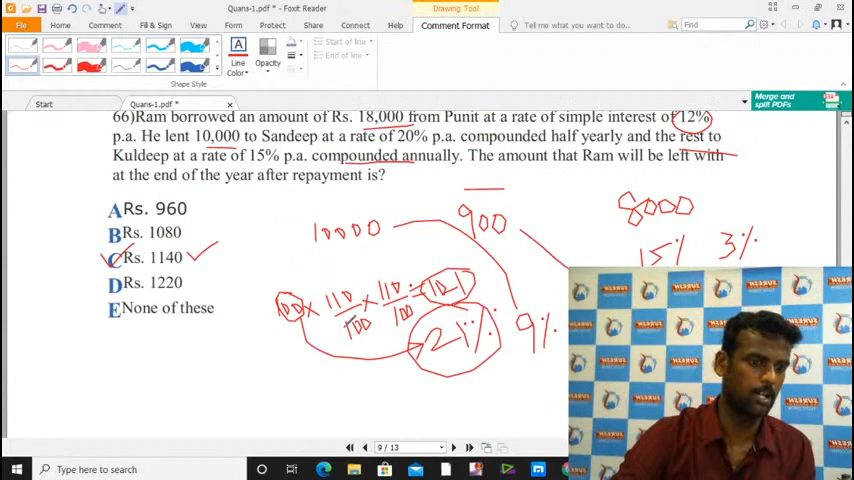 Quans-1.pdf * - Foxit Reader
Drawing Tool
File Home Comment Fill & Sign View Form Protect Share Connect Help Comment Format Tell me what you want to do... Find
Line Color
Opacity
Start of line
End of line
Shape Style
Merge and split PDFs
Start Quans-1.pdf *
66)Ram borrowed an amount of Rs. 18,000 from Punit at a rate of simple interest of 12%
p.a. He lent 10,000 to Sandeep at a rate of 20% p.a. compounded half yearly and the rest to
Kuldeep at a rate of 15% p.a. compounded annually. The amount that Ram will be left with
at the end of the year after repayment is?
A Rs. 960
B Rs. 1080
C Rs. 1140
D Rs. 1220
E None of these
10000 900 8000
15% 3%
100 × 110/100 × 110/100
21% 9%
9 / 13
Type here to search
SURESH